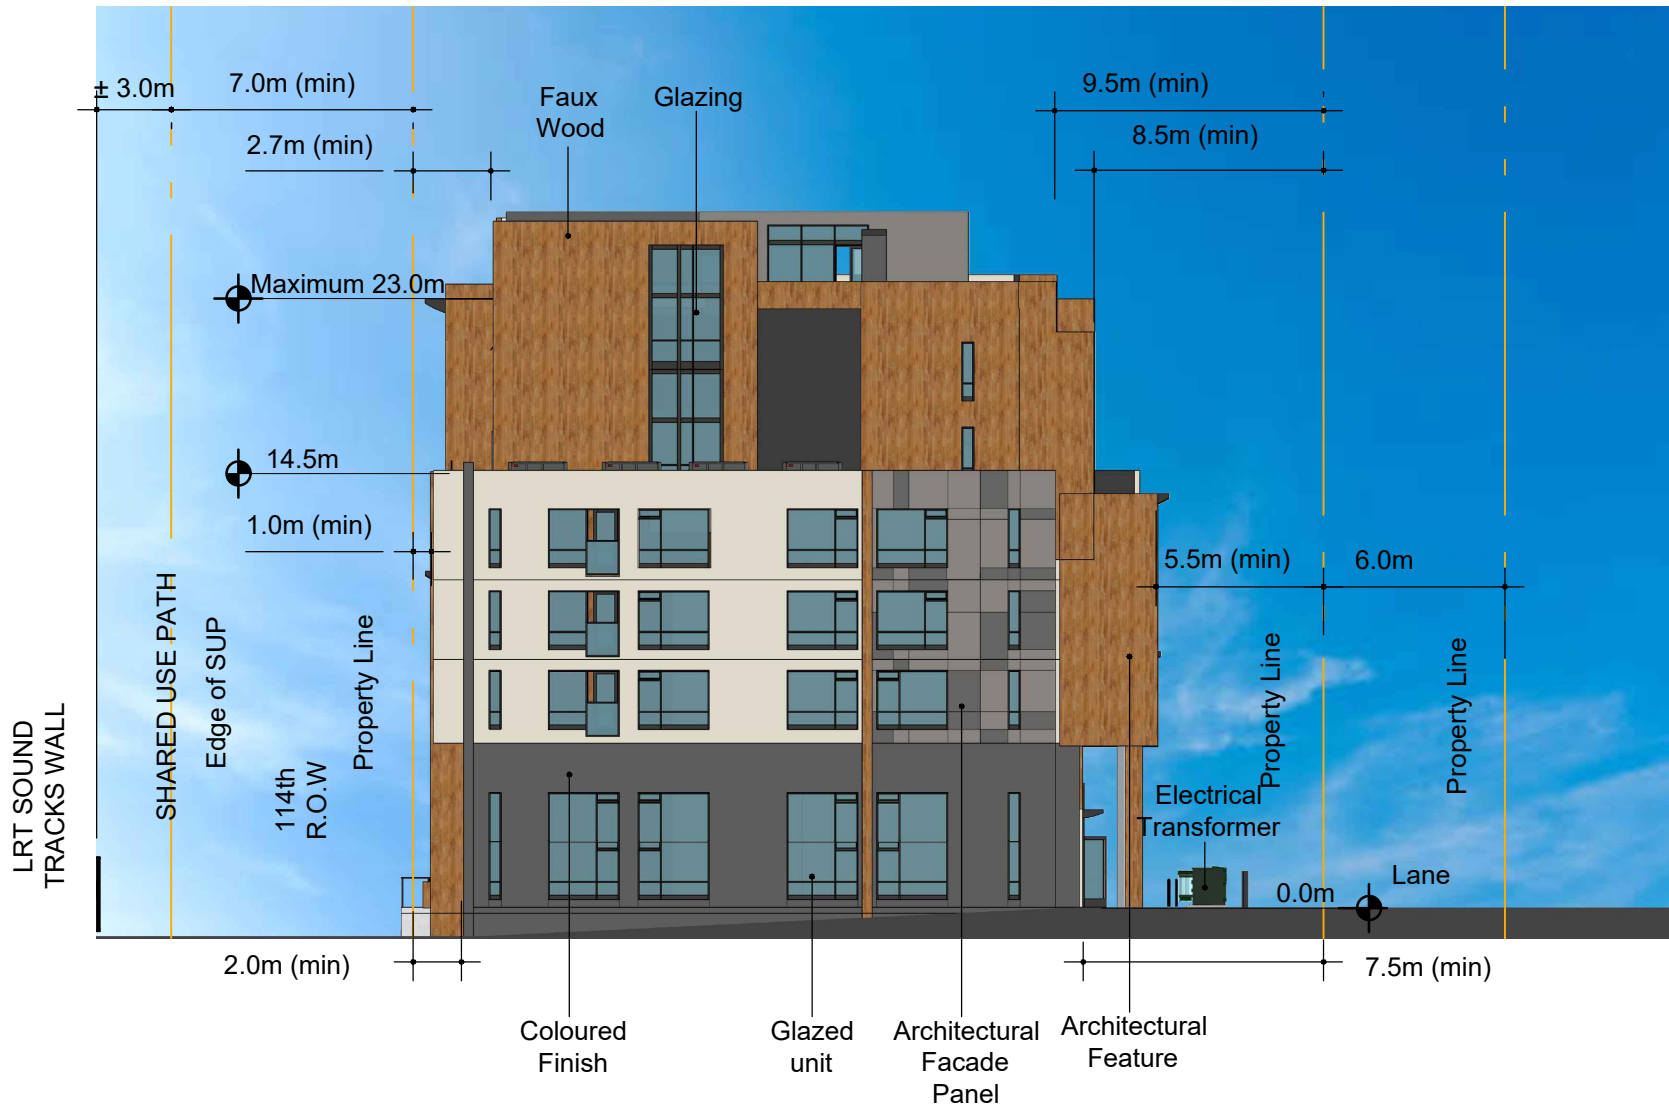 ± 3.0m
7.0m (min)
2.7m (min)
Faux
Wood
Glazing
9.5m (min)
8.5m (min)
Maximum 23.0m
14.5m
1.0m (min)
5.5m (min)
6.0m
LRT SOUND
TRACKS WALL
SHARED USE PATH
Edge of SUP
114th
R.O.W
Property Line
Property Line
Property Line
Electrical
Transformer
0.0m
Lane
2.0m (min)
7.5m (min)
Coloured
Finish
Glazed
unit
Architectural
Facade
Panel
Architectural
Feature